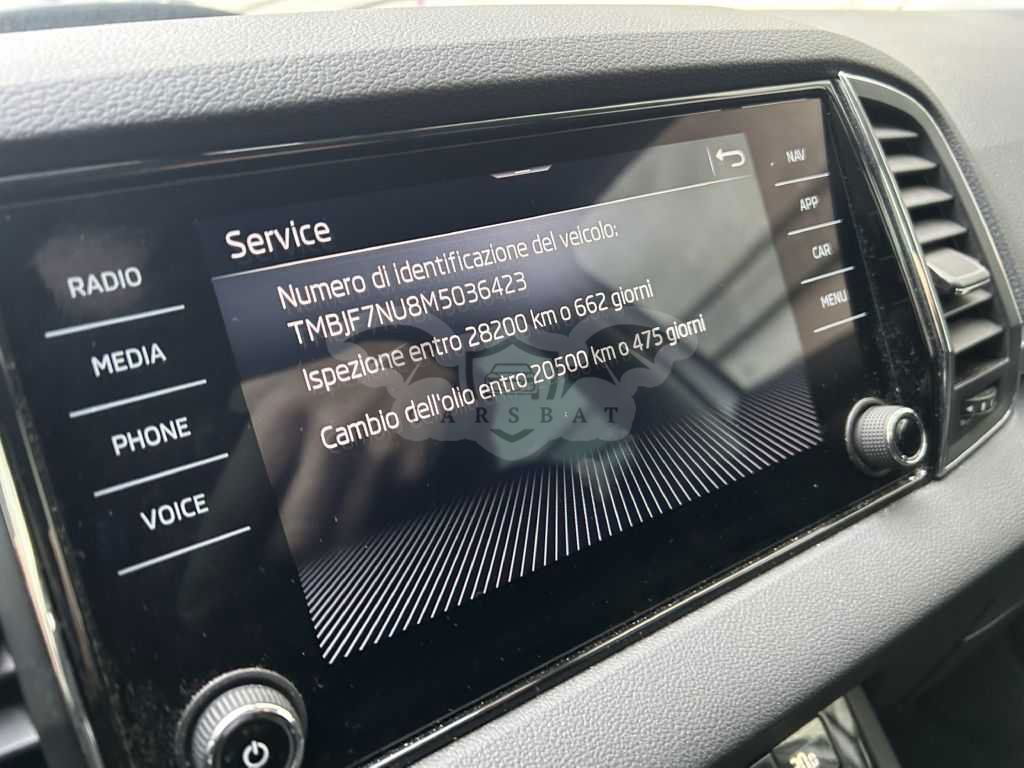 Service
Numero di identificazione del veicolo:
TMBJF7NU8M5036423
Ispezione entro 28200 km o 662 giorni
Cambio dell'olio entro 20500 km o 475 giorni
RADIO
MEDIA
PHONE
VOICE
NAV
APP
CAR
MENU
ARSBAT